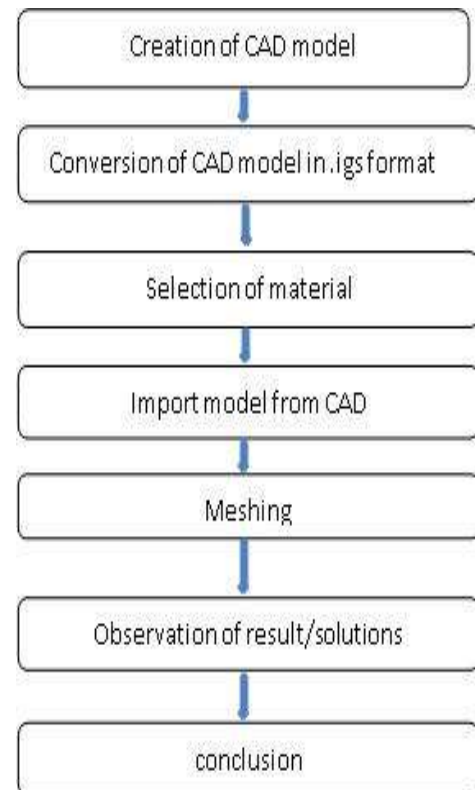 Creation of CAD model
Conversion of CAD model in .igs format
Selection of material
Import model from CAD
Meshing
Observation of result/solutions
conclusion